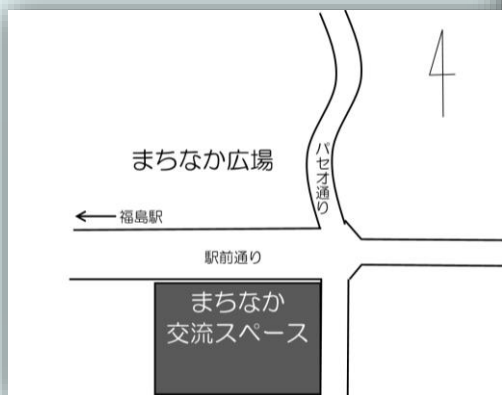 まちなか広場
パセオ通り
福島駅
駅前通り
まちなか
交流スペース